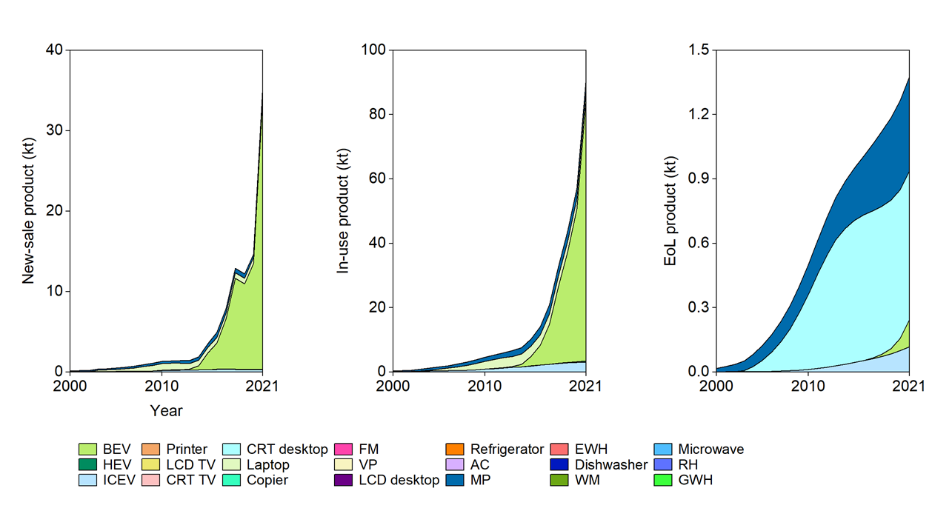 New-sale product (kt)
40
30
20
10
0
2000 2010 2021
Year
In-use product (kt)
100
80
60
40
20
0
2000 2010 2021
EoL product (kt)
1.5
1.2
0.9
0.6
0.3
0.0
2000 2010 2021
BEV Printer CRT desktop FM Refrigerator EWH Microwave
HEV LCD TV Laptop VP AC Dishwasher RH
ICEV CRT TV Copier LCD desktop MP WM GWH